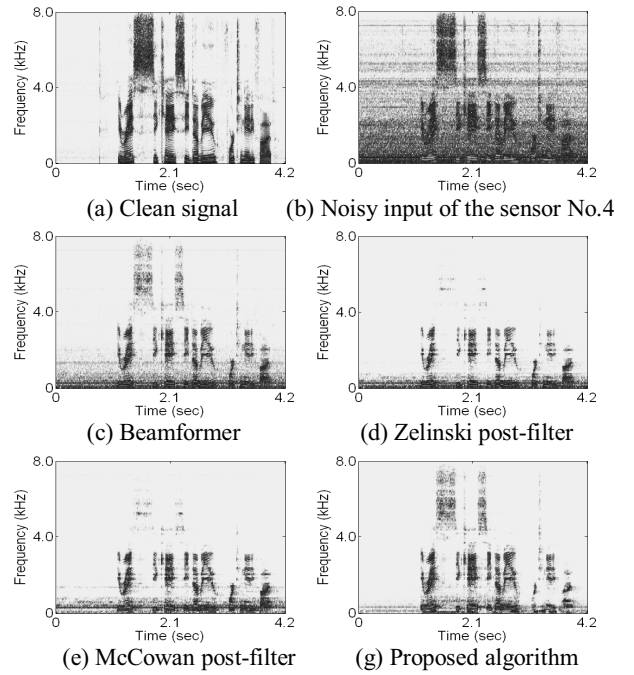 Frequency (kHz)
8.0
4.0
0
0
2.1
4.2
Time (sec)
(a) Clean signal
Frequency (kHz)
8.0
4.0
0
0
2.1
4.2
Time (sec)
(b) Noisy input of the sensor No.4
Frequency (kHz)
8.0
4.0
0
0
2.1
4.2
Time (sec)
(c) Beamformer
Frequency (kHz)
8.0
4.0
0
0
2.1
4.2
Time (sec)
(d) Zelinski post-filter
Frequency (kHz)
8.0
4.0
0
0
2.1
4.2
Time (sec)
(e) McCowan post-filter
Frequency (kHz)
8.0
4.0
0
0
2.1
4.2
Time (sec)
(g) Proposed algorithm